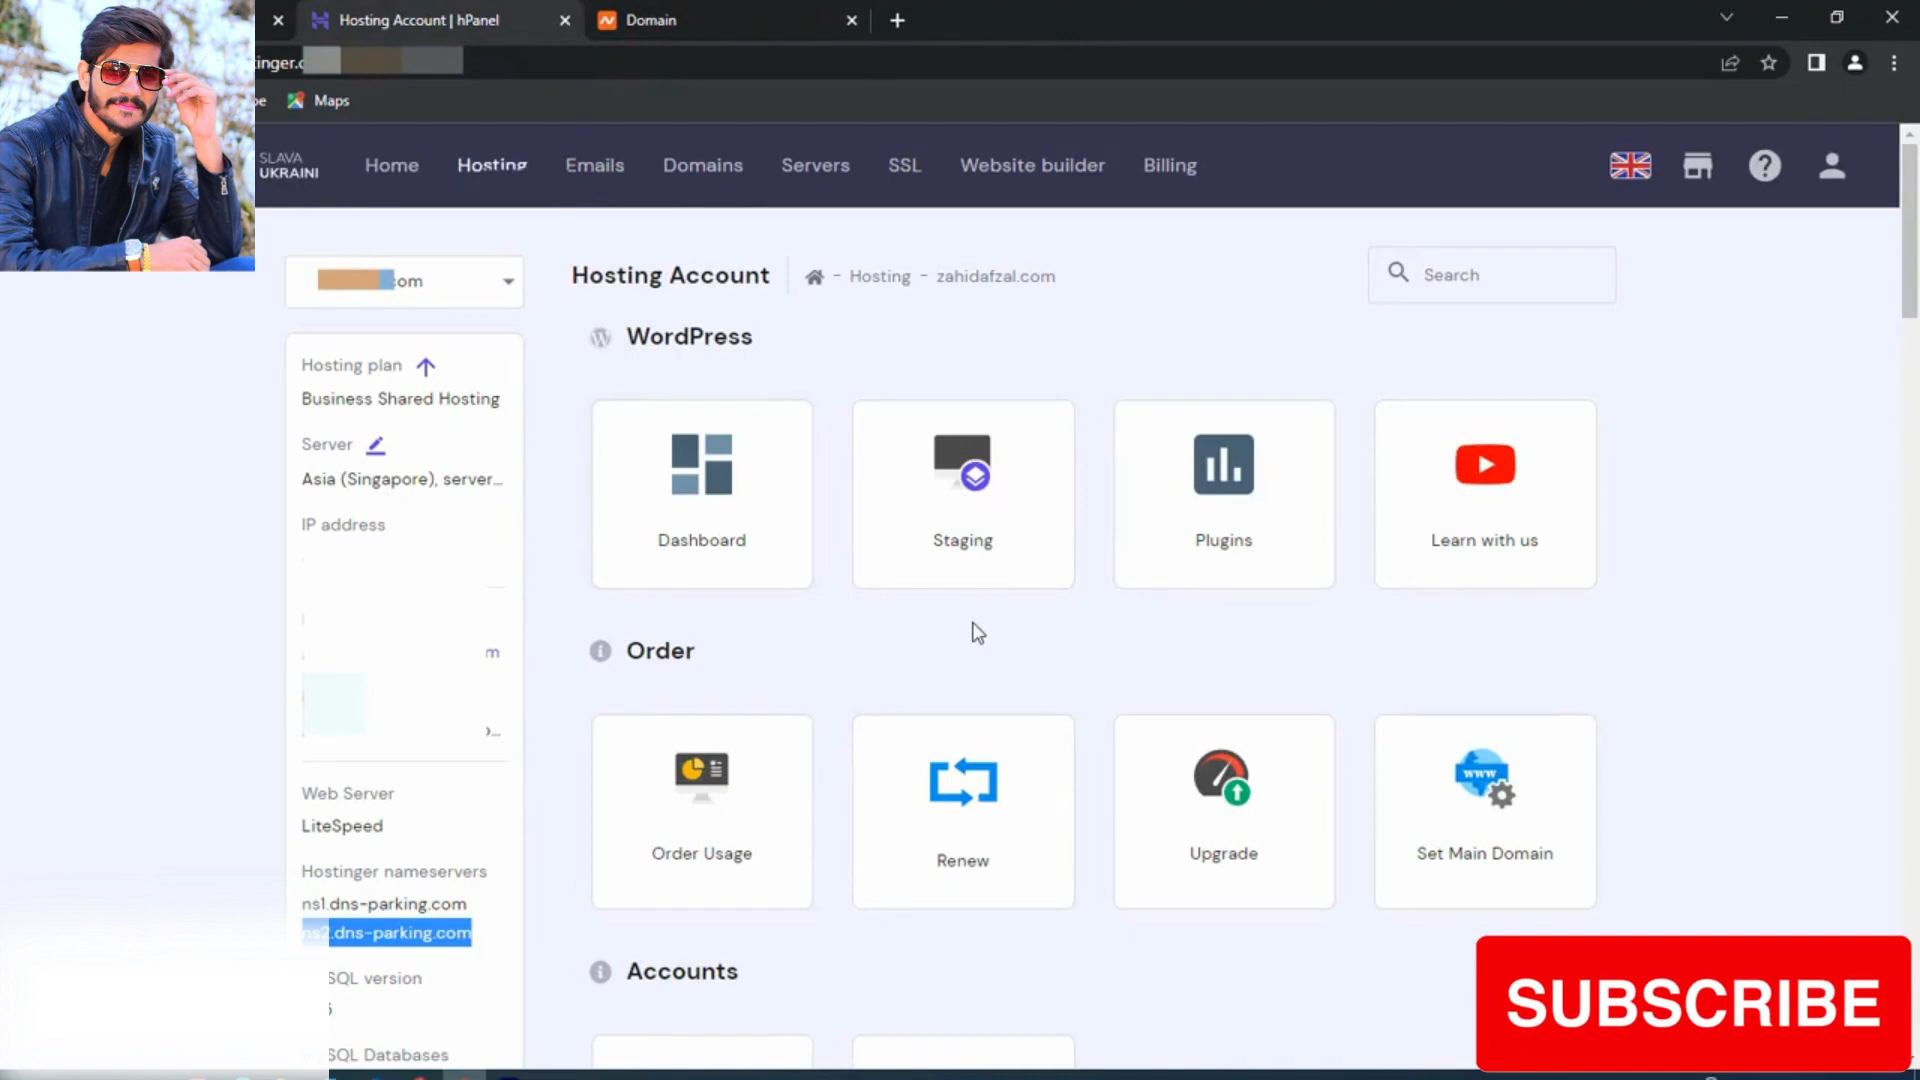 Hosting Account | hPanel
Domain
inger.c
Maps
SLAVA
UKRAINI
Home
Hosting
Emails
Domains
Servers
SSL
Website builder
Billing
com
Hosting Account
- Hosting - zahidafzal.com
Search
WordPress
Hosting plan
Business Shared Hosting
Server
Asia (Singapore), server...
IP address
m
Dashboard
Staging
Plugins
Learn with us
Order
Order Usage
Renew
Upgrade
www
Set Main Domain
Web Server
LiteSpeed
Hostinger nameservers
ns1.dns-parking.com
ns2.dns-parking.com
SQL version
SQL Databases
Accounts
SUBSCRIBE